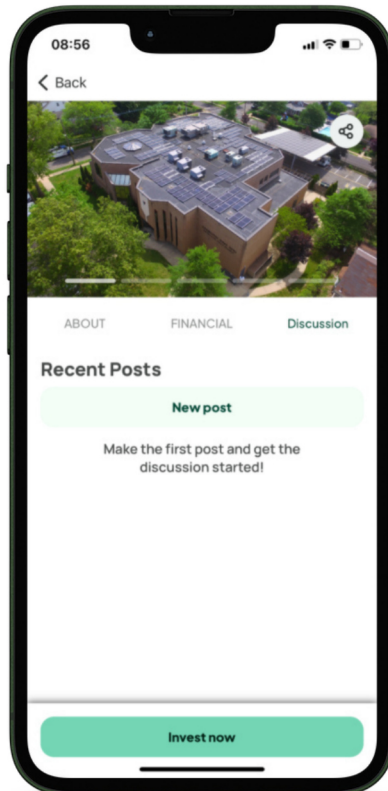 08:56
Back
ABOUT FINANCIAL Discussion
Recent Posts
New post
Make the first post and get the
discussion started!
Invest now